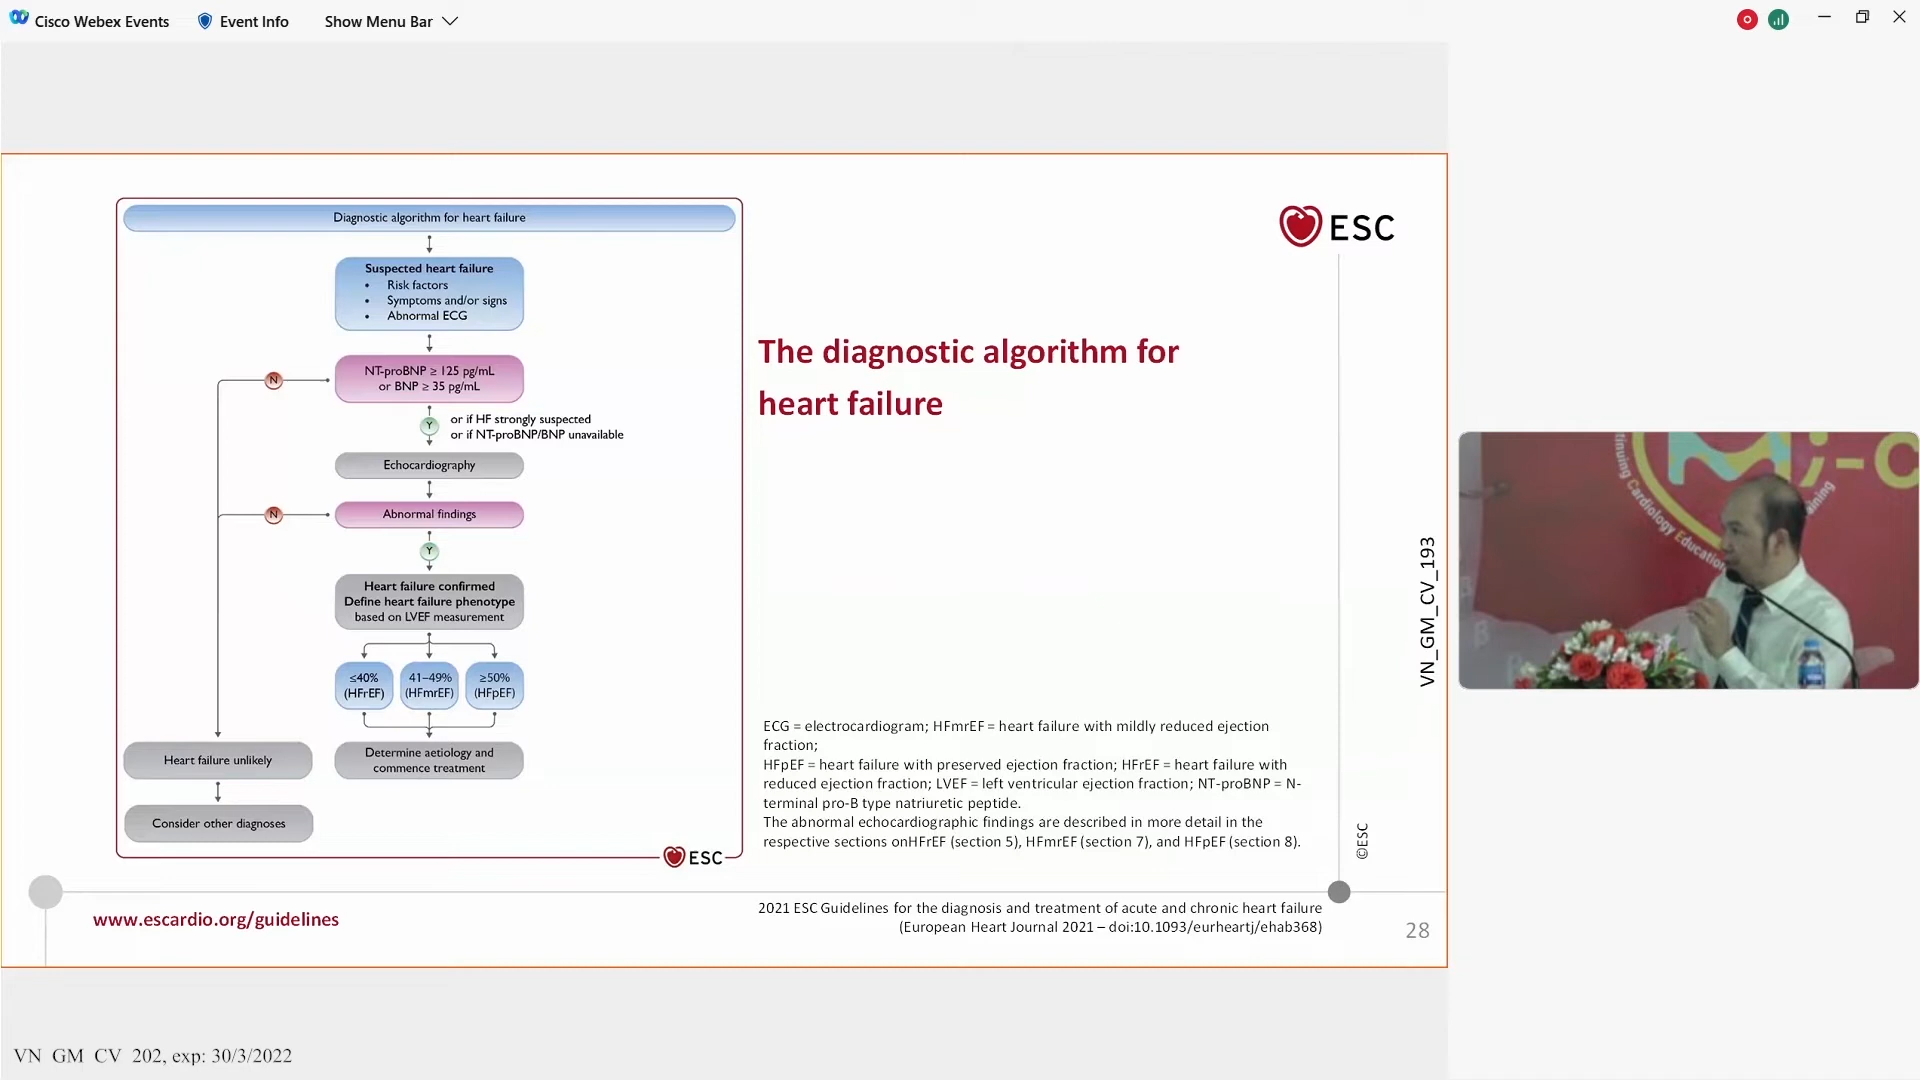 Cisco Webex Events
Event Info
Show Menu Bar
Diagnostic algorithm for heart failure
Suspected heart failure
• Risk factors
• Symptoms and/or signs
• Abnormal ECG
N
NT-proBNP ≥ 125 pg/mL
or BNP ≥ 35 pg/mL
Y
or if HF strongly suspected
or if NT-proBNP/BNP unavailable
Echocardiography
N
Abnormal findings
Y
Heart failure confirmed
Define heart failure phenotype
based on LVEF measurement
≤40%
(HFrEF)
41–49%
(HFmrEF)
≥50%
(HFpEF)
Heart failure unlikely
Determine aetiology and
commence treatment
Consider other diagnoses
ESC
ESC
The diagnostic algorithm for
heart failure
ECG = electrocardiogram; HFmrEF = heart failure with mildly reduced ejection
fraction;
HFpEF = heart failure with preserved ejection fraction; HFrEF = heart failure with
reduced ejection fraction; LVEF = left ventricular ejection fraction; NT-proBNP = N-
terminal pro-B type natriuretic peptide.
The abnormal echocardiographic findings are described in more detail in the
respective sections onHFrEF (section 5), HFmrEF (section 7), and HFpEF (section 8).
©ESC
VN_GM_CV_193
www.escardio.org/guidelines
2021 ESC Guidelines for the diagnosis and treatment of acute and chronic heart failure
(European Heart Journal 2021 – doi:10.1093/eurheartj/ehab368)
28
Cardiology Education
VN GM CV 202, exp: 30/3/2022